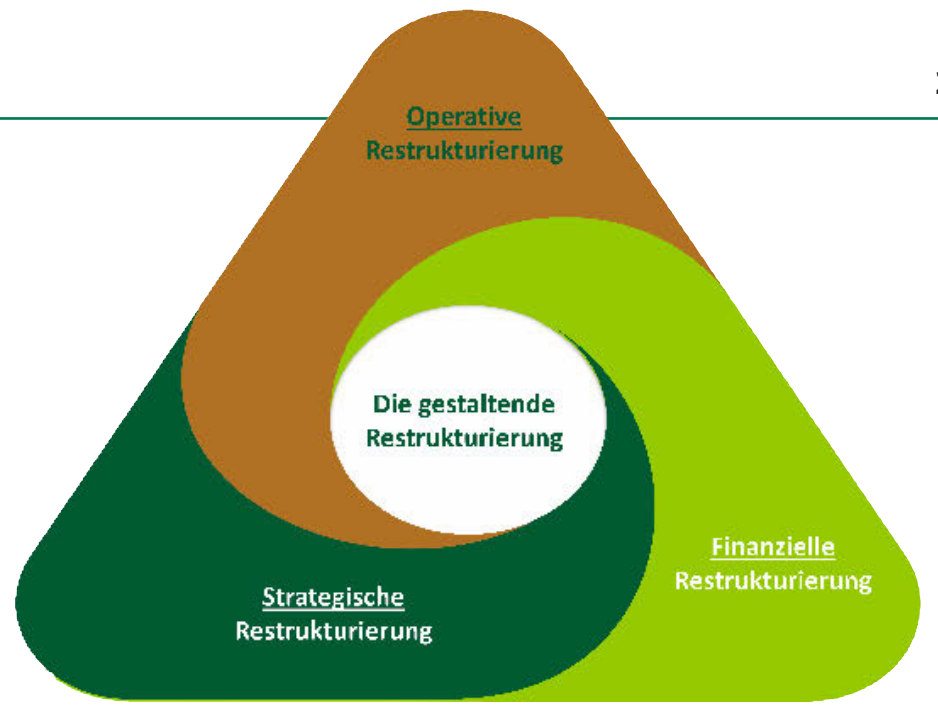 Operative
Restrukturierung
Die gestaltende
Restrukturierung
Finanzielle
Restrukturierung
Strategische
Restrukturierung